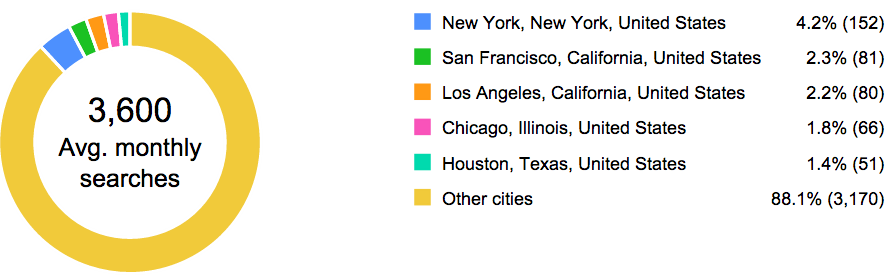 3,600
Avg. monthly
searches
New York, New York, United States 4.2% (152)
San Francisco, California, United States 2.3% (81)
Los Angeles, California, United States 2.2% (80)
Chicago, Illinois, United States 1.8% (66)
Houston, Texas, United States 1.4% (51)
Other cities 88.1% (3,170)